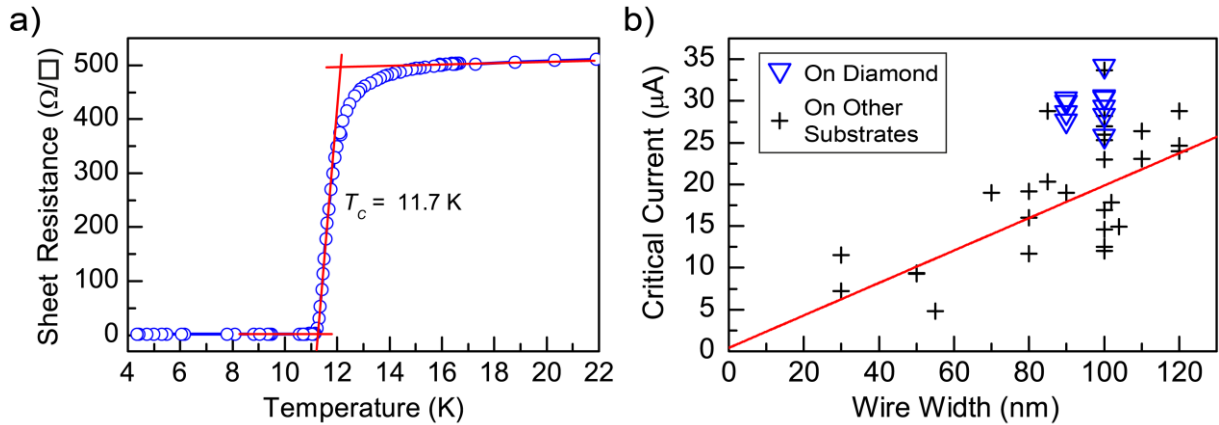 a)
Sheet Resistance (Ω/□)
500
400
300
200
100
0
T_C = 11.7 K
4 6 8 10 12 14 16 18 20 22
Temperature (K)
b)
Critical Current (μA)
35
30
25
20
15
10
5
0
On Diamond
On Other
Substrates
0 20 40 60 80 100 120
Wire Width (nm)